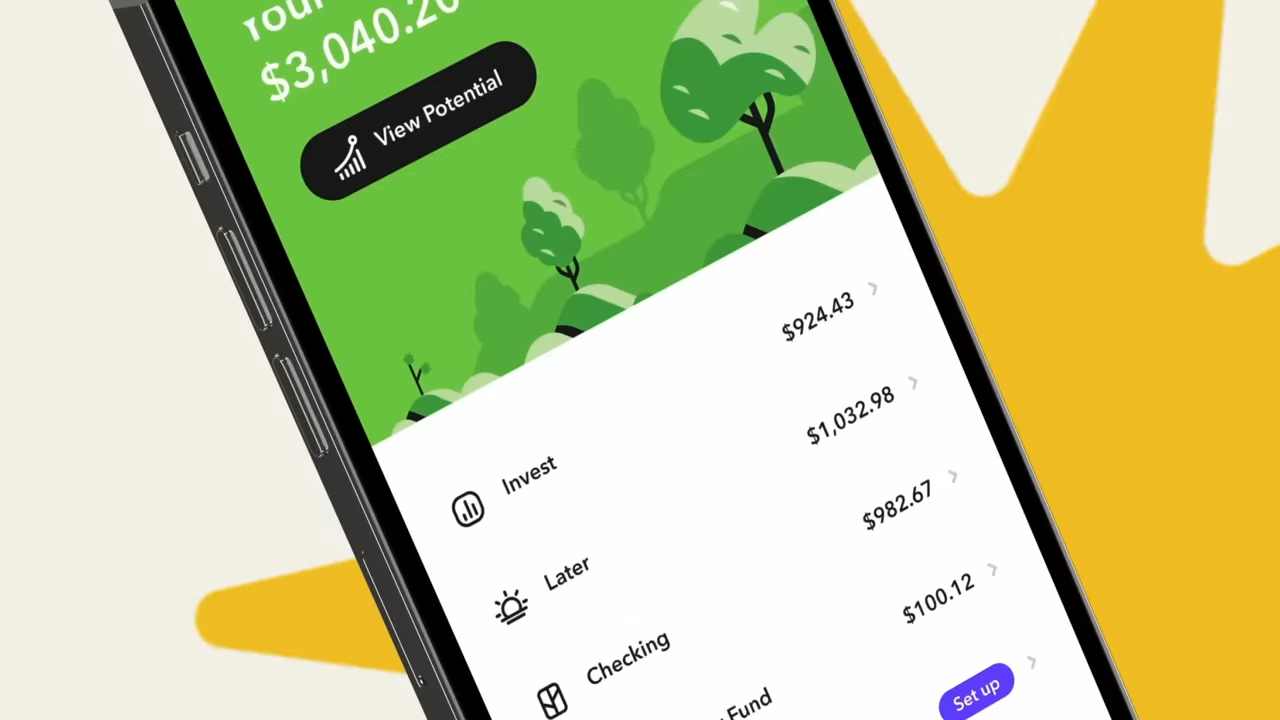 Your
$3,040.20
View Potential
Invest $924.43
Later $1,032.98
Checking $982.67
Fund $100.12
Set up